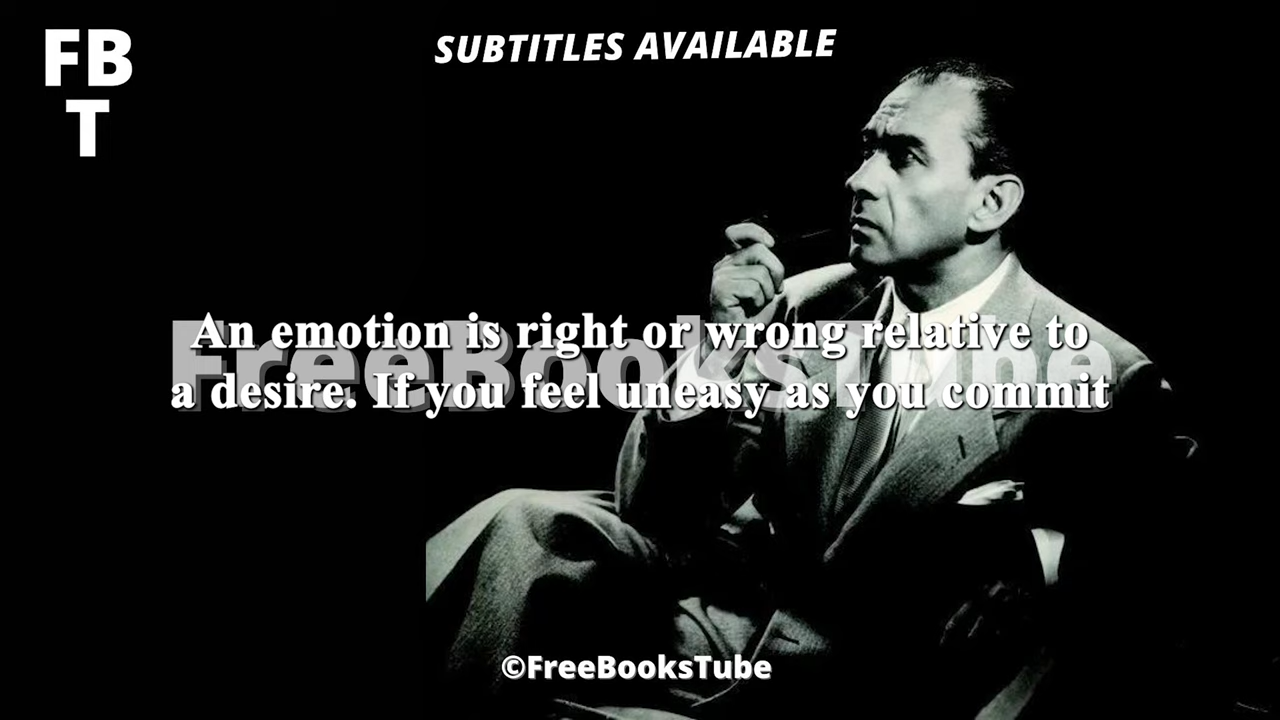 FB
T
SUBTITLES AVAILABLE
An emotion is right or wrong relative to
a desire. If you feel uneasy as you commit
FreeBooksTube
©FreeBooksTube